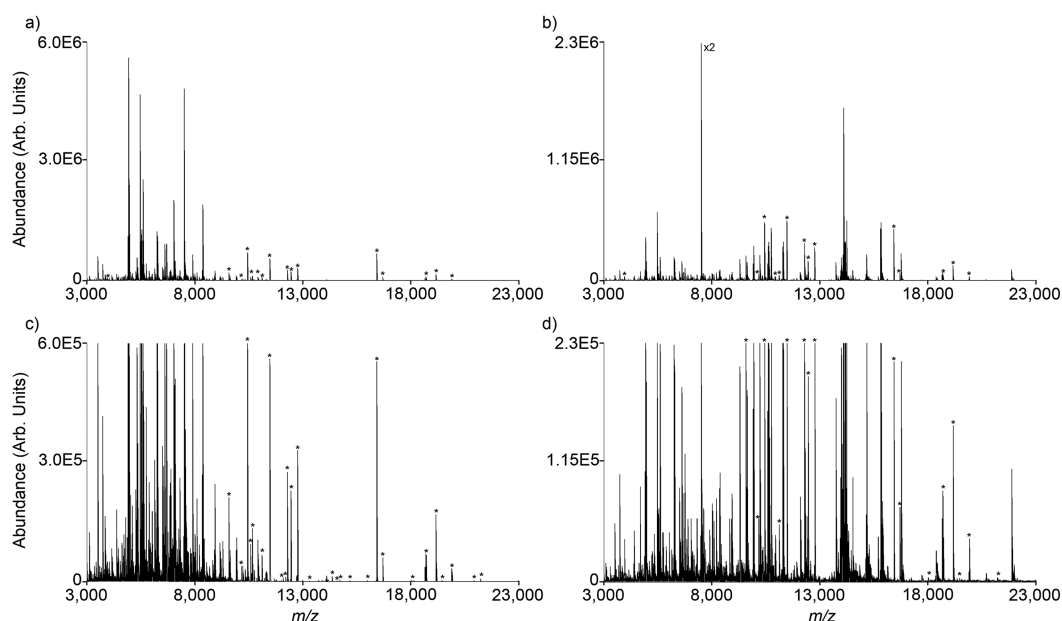 a)
6.0E6
3.0E6
0
3,000
8,000
13,000
18,000
23,000
Abundance (Arb. Units)
b)
x2
2.3E6
1.15E6
0
3,000
8,000
13,000
18,000
23,000
c)
6.0E5
3.0E5
0
3,000
8,000
13,000
18,000
23,000
Abundance (Arb. Units)
m/z
d)
2.3E5
1.15E5
0
3,000
8,000
13,000
18,000
23,000
m/z